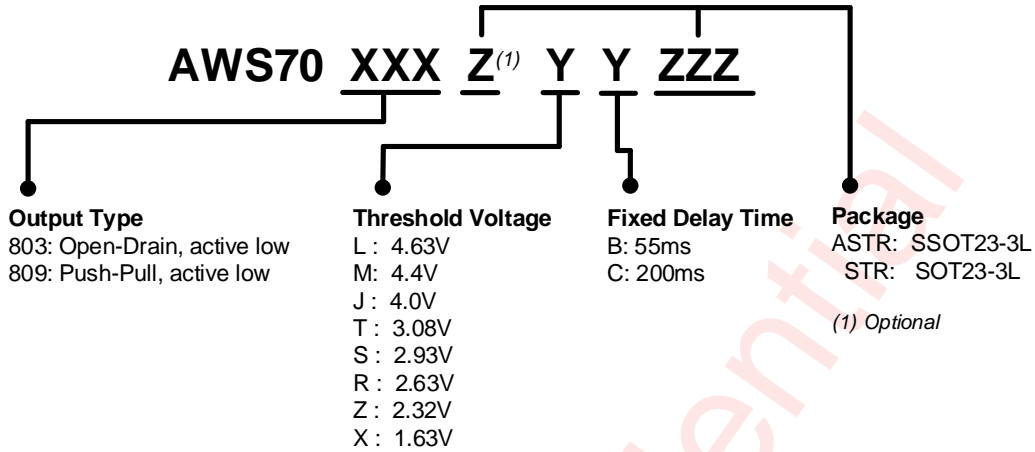 AWS70 XXX Z(1) Y Y ZZZ
Output Type
803: Open-Drain, active low
809: Push-Pull, active low
Threshold Voltage
L : 4.63V
M: 4.4V
J : 4.0V
T : 3.08V
S : 2.93V
R : 2.63V
Z : 2.32V
X : 1.63V
Fixed Delay Time
B: 55ms
C: 200ms
Package
ASTR: SSOT23-3L
STR: SOT23-3L
(1) Optional
dential